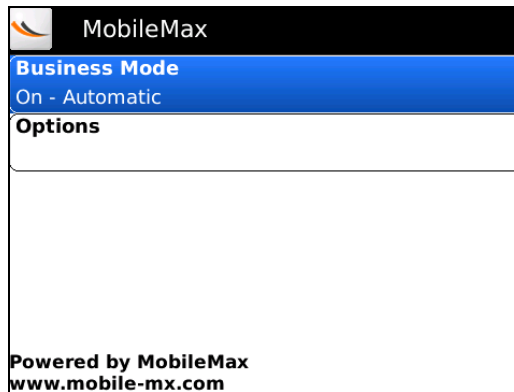 MobileMax
Business Mode
On - Automatic
Options
Powered by MobileMax
www.mobile-mx.com